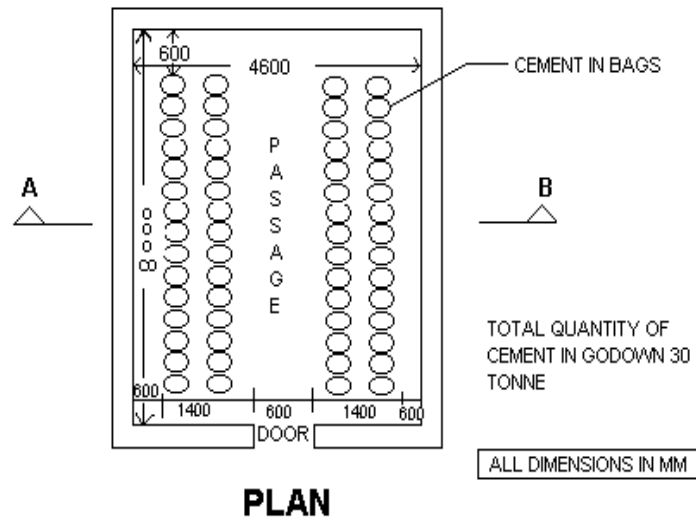 600
4600
CEMENT IN BAGS
PASSAGE
A
B
8000
TOTAL QUANTITY OF
CEMENT IN GODOWN 30
TONNE
600
1400
600
1400
600
DOOR
ALL DIMENSIONS IN MM
PLAN